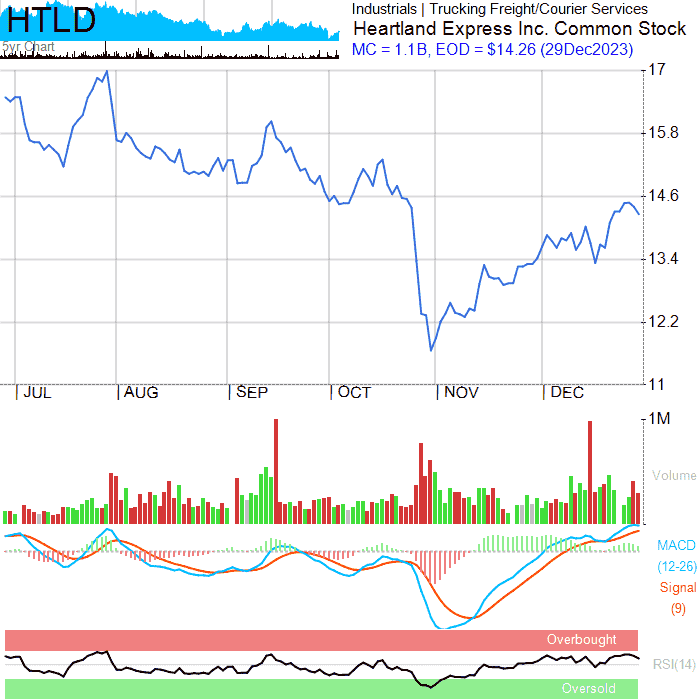 HTLD
5yr Chart
Industrials | Trucking Freight/Courier Services
Heartland Express Inc. Common Stock
MC = 1.1B, EOD = $14.26 (29Dec2023)
17
15.8
14.6
13.4
12.2
11
| JUL | AUG | SEP | OCT | NOV | DEC
1M
Volume
MACD
(12-26)
Signal
(9)
Overbought
RSI(14)
Oversold